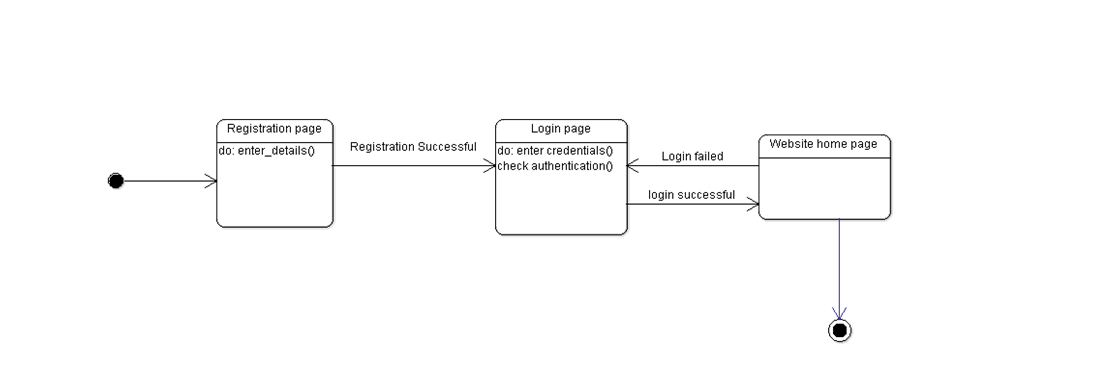 Registration page
do: enter_details()
Registration Successful
Login page
do: enter credentials()
check authentication()
Login failed
login successful
Website home page